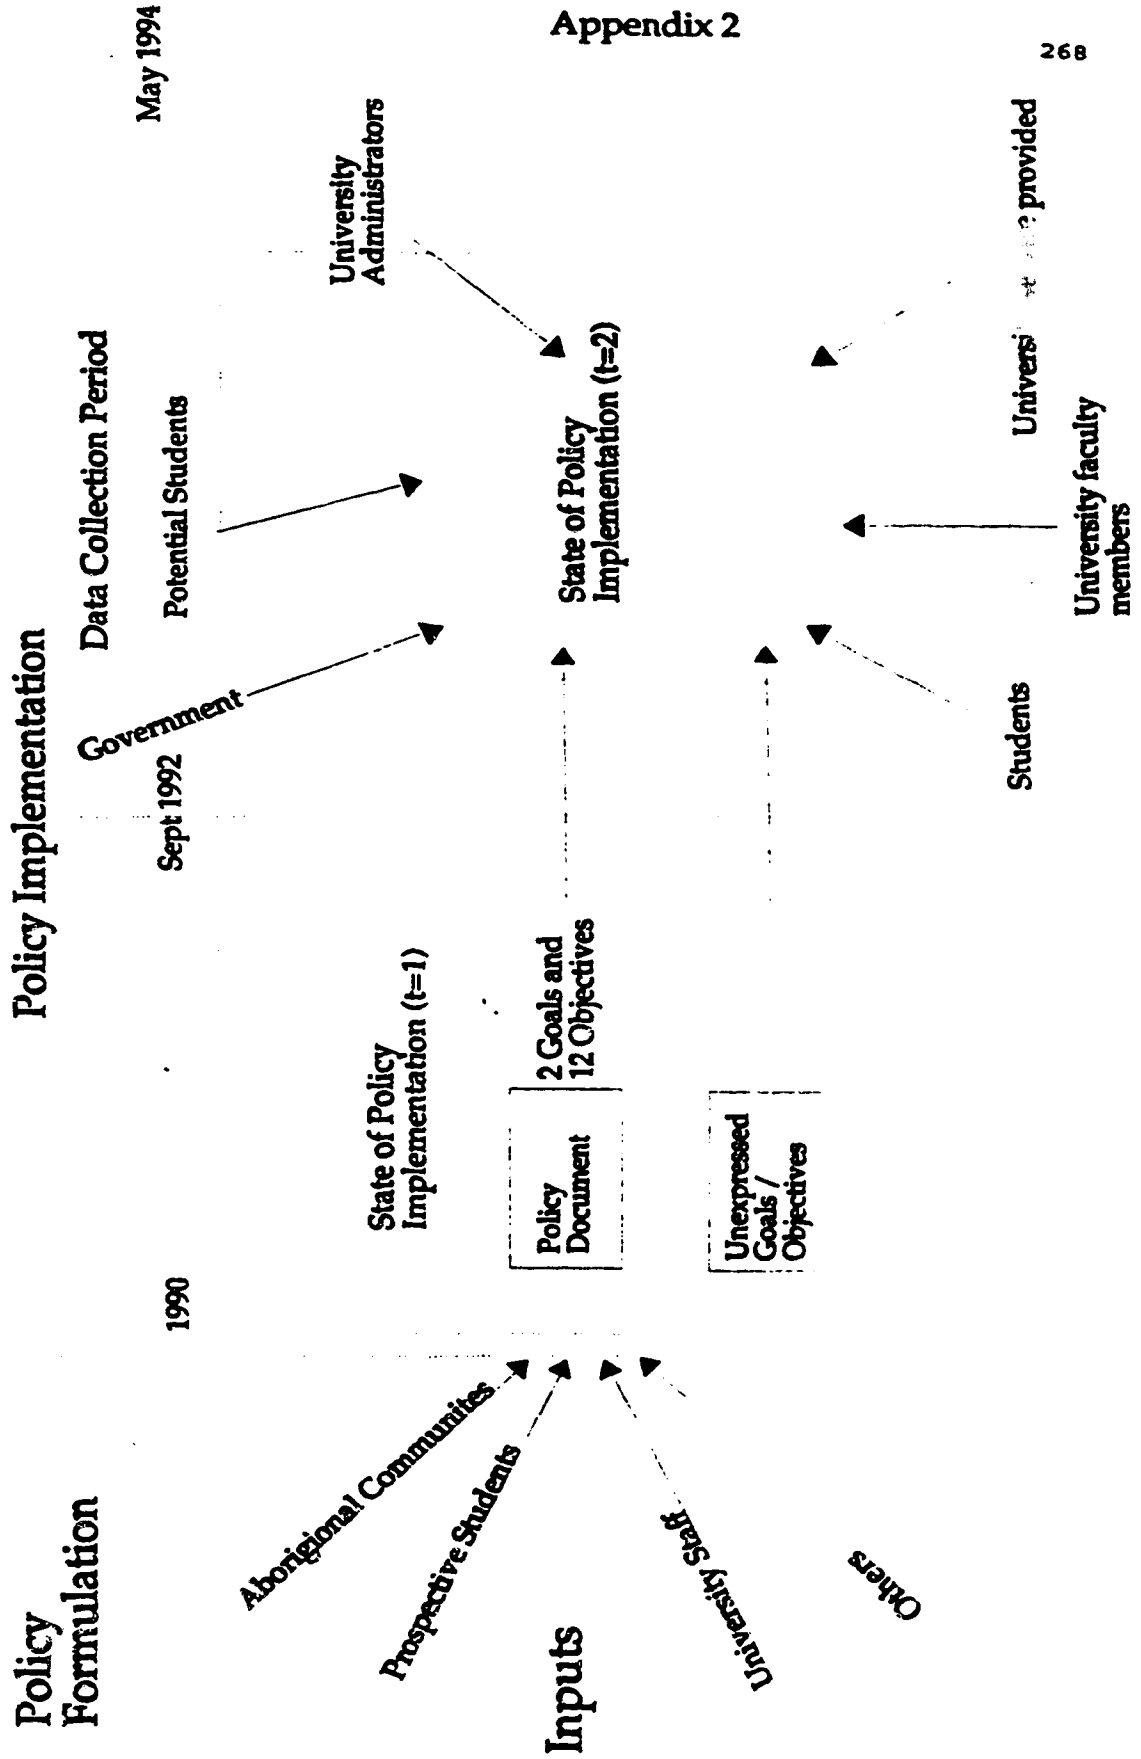 Appendix 2
268
Policy
Formulation
Policy Implementation
Data Collection Period
1990
Sept 1992
May 1994
Government
Potential Students
University
Administrators
Aborigional Communites
Prospective Students
Inputs
University Staff
Others
State of Policy
Implementation (t=1)
Policy
Document
2 Goals and
12 Objectives
Unexpressed
Goals /
Objectives
State of Policy
Implementation (t=2)
Students
University faculty
members
provided